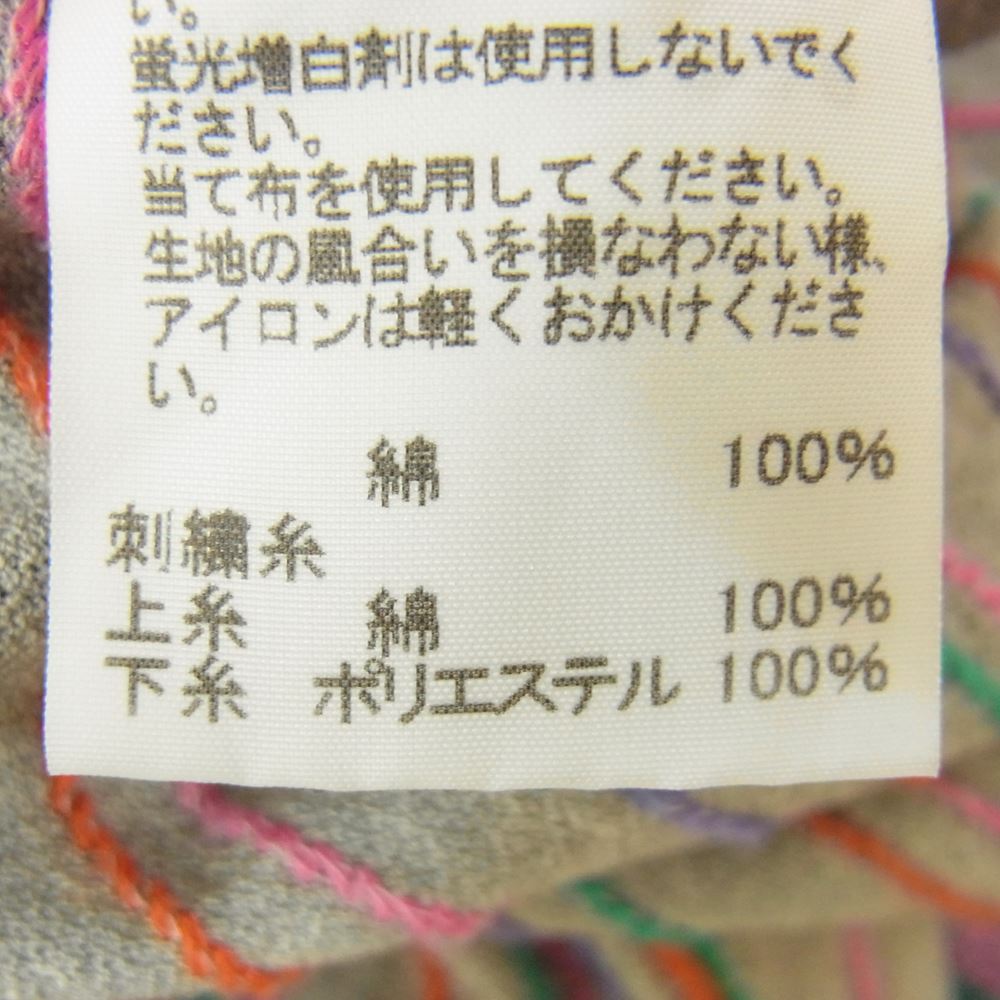 い。
蛍光増白剤は使用しないでく
ださい。
当て布を使用してください。
生地の風合いを損なわない様、
アイロンは軽くおかけくださ
い。
綿 100%
刺繍糸
上糸 綿 100%
下糸 ポリエステル 100%